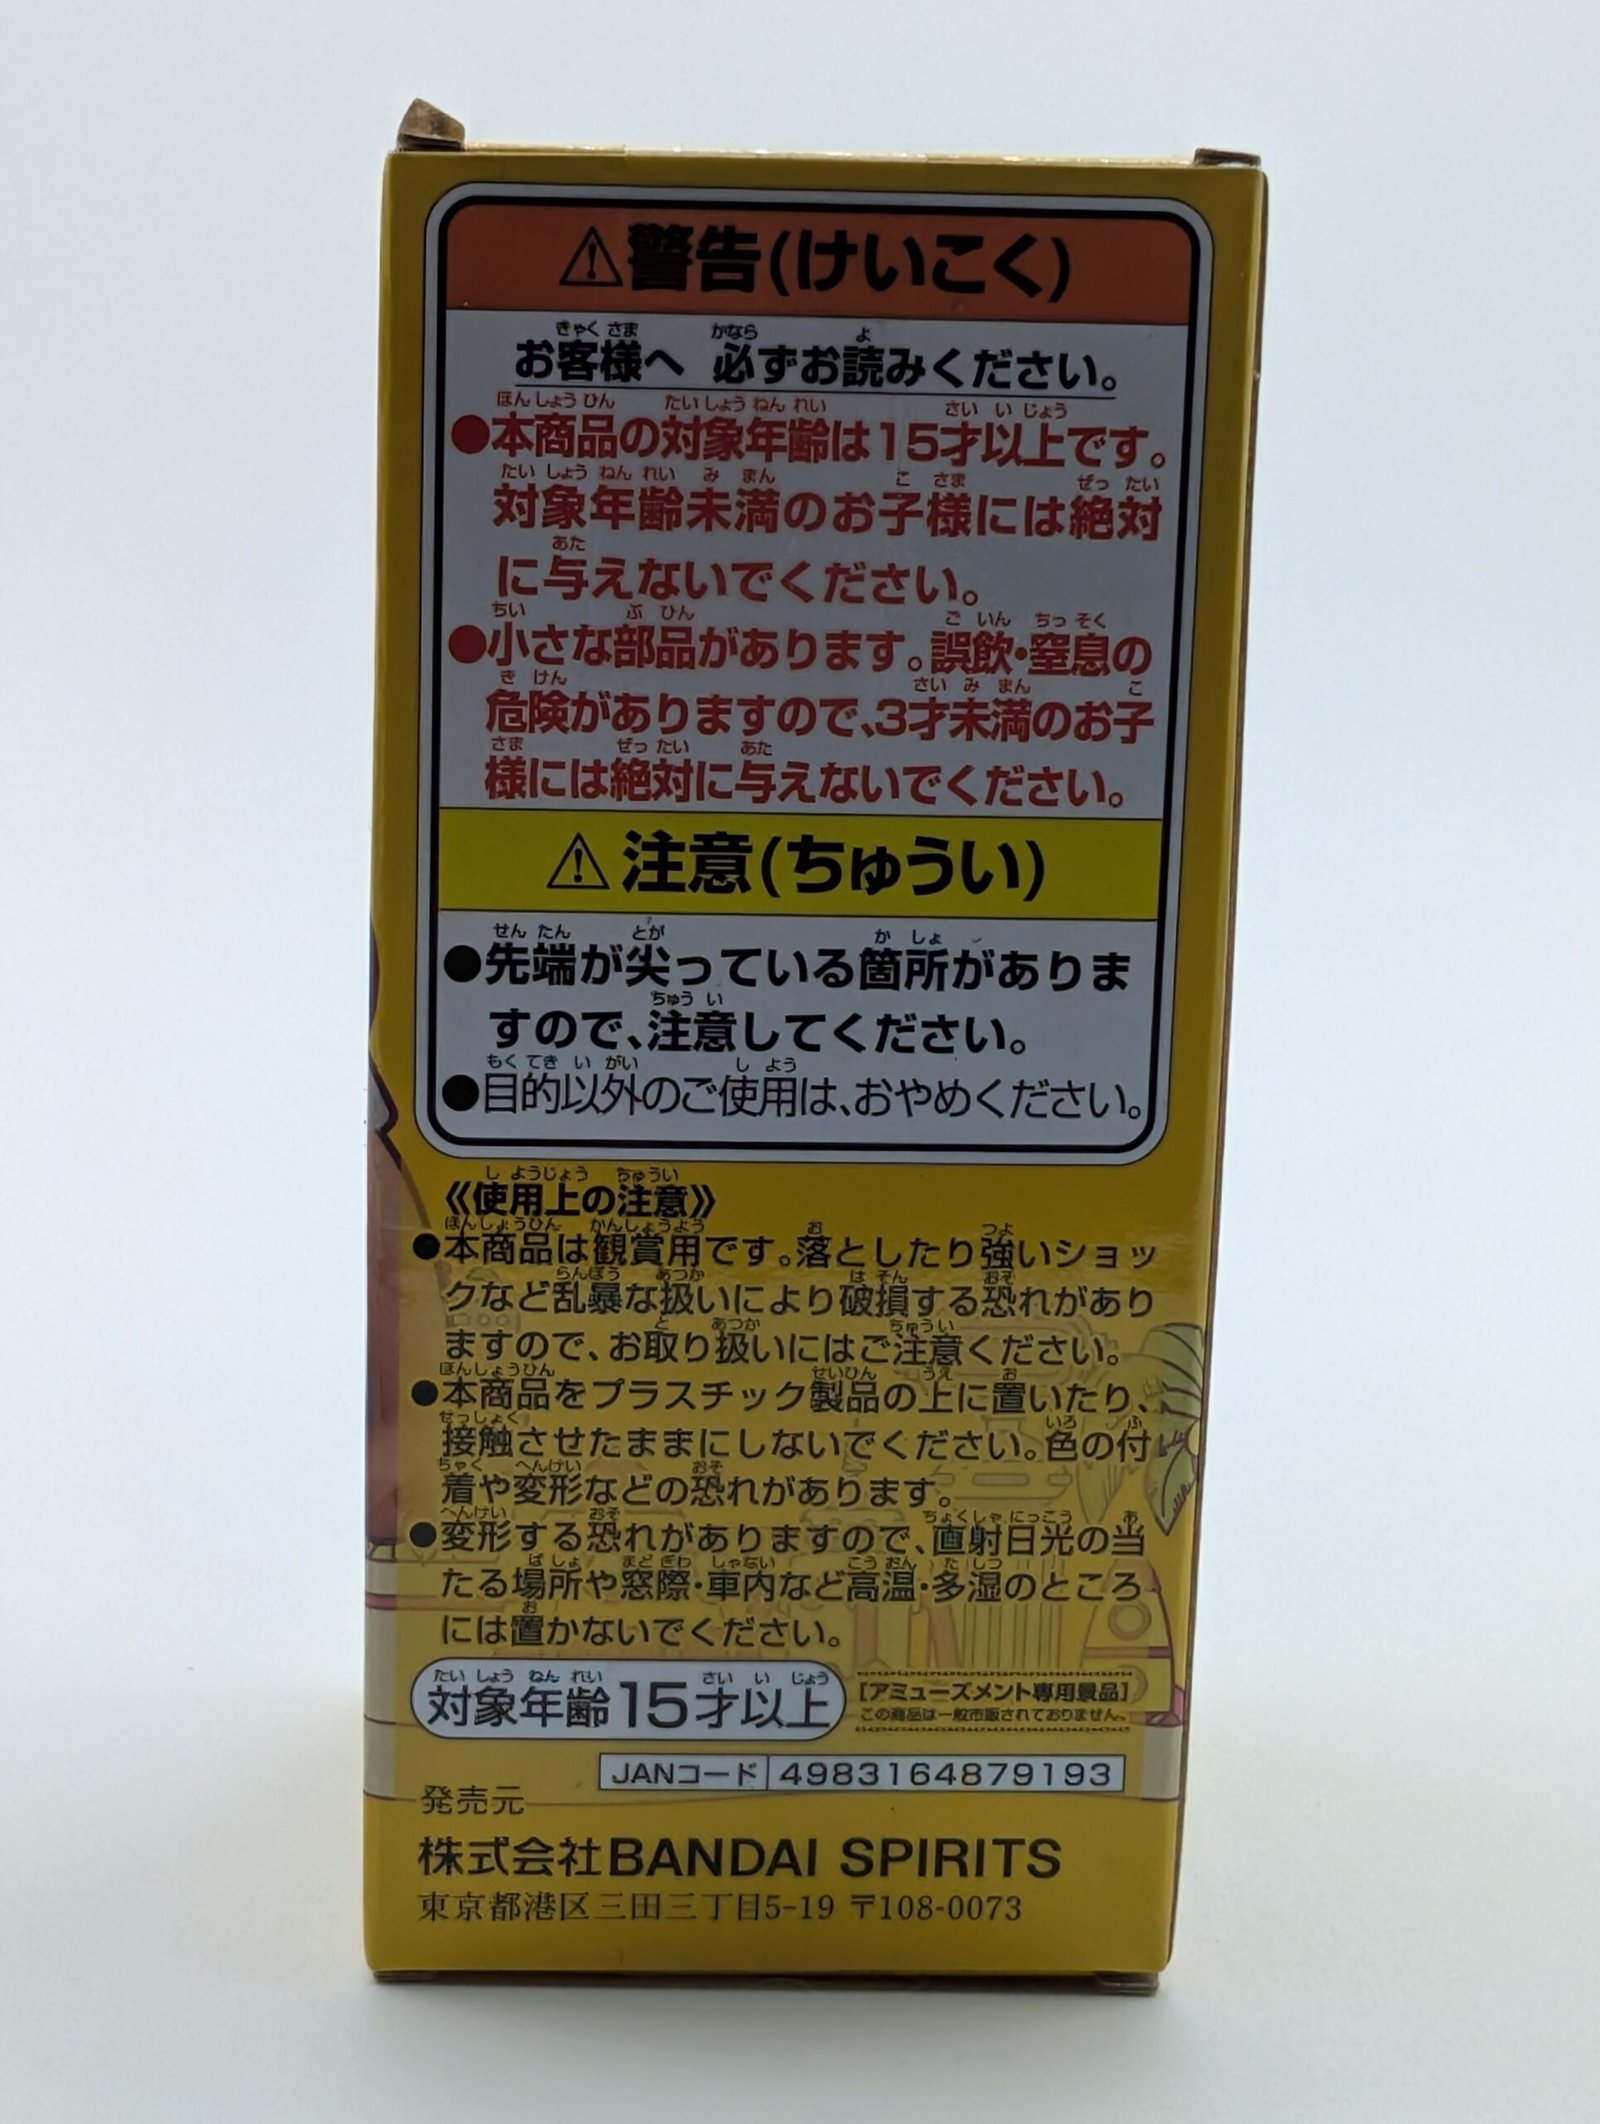 ⚠警告(けいこく)
お客様へ 必ずお読みください。
●本商品の対象年齢は15才以上です。
対象年齢未満のお子様には絶対
に与えないでください。
●小さな部品があります。誤飲・窒息の
危険がありますので、3才未満のお子
様には絶対に与えないでください。
⚠注意(ちゅうい)
●先端が尖っている箇所がありま
すので、注意してください。
●目的以外のご使用は、おやめください。
《使用上の注意》
●本商品は観賞用です。落としたり強いショッ
クなど乱暴な扱いにより破損する恐れがあり
ますので、お取り扱いにはご注意ください。
●本商品をプラスチック製品の上に置いたり、
接触させたままにしないでください。色の付
着や変形などの恐れがあります。
●変形する恐れがありますので、直射日光の当
たる場所や窓際・車内など高温・多湿のところ
には置かないでください。
対象年齢15才以上
[アミューズメント専用景品]
この商品は一般市販されておりません。
JANコード 4983164879193
発売元
株式会社BANDAI SPIRITS
東京都港区三田三丁目5-19 〒108-0073